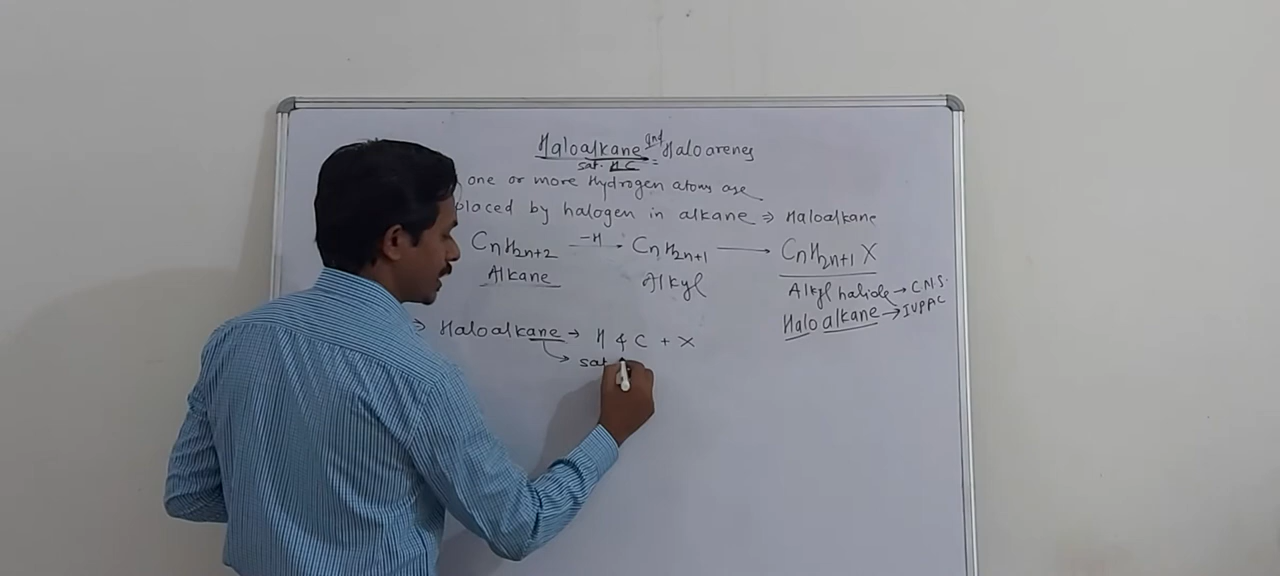 Haloalkane and Haloarenes
sat. HC
one or more Hydrogen atoms are
placed by halogen in alkane ⇒ Haloalkane
CnH2n+2 —-H→ CnH2n+1 ⟶ CnH2n+1 X
Alkane Alkyl Alkyl halide → C.N.S.
Haloalkane → IUPAC
⇒ Haloalkane → H & C + X
→ sat